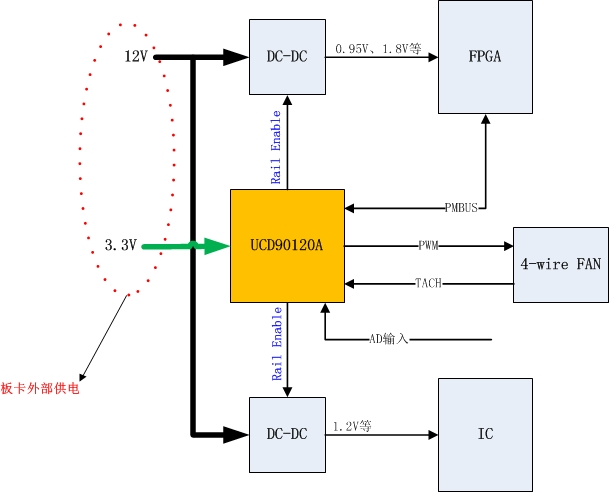 12V
DC-DC
0.95V、1.8V等
FPGA
Rail Enable
PMBUS
3.3V
UCD90120A
PWM
4-wire FAN
TACH
Rail Enable
AD输入
板卡外部供电
DC-DC
1.2V等
IC